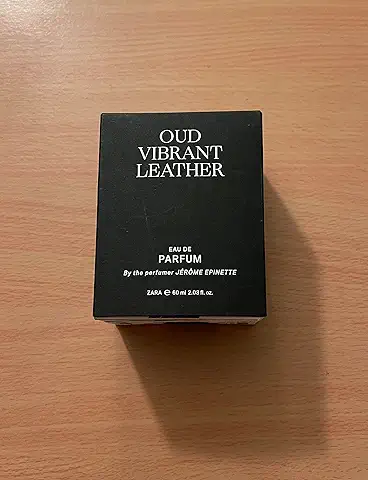 OUD
VIBRANT
LEATHER
EAU DE
PARFUM
By the perfumer JÉRÔME EPINETTE
ZARA ℮ 60 ml 2.03 fl. oz.